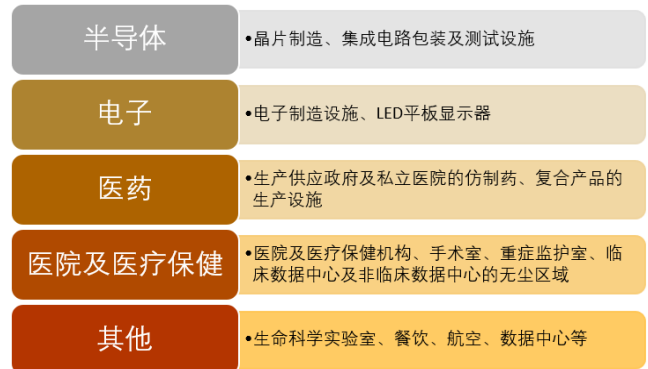 半导体
•晶片制造、集成电路包装及测试设施
电子
•电子制造设施、LED平板显示器
医药
•生产供应政府及私立医院的仿制药、复合产品的
生产设施
医院及医疗保健
•医院及医疗保健机构、手术室、重症监护室、临
床数据中心及非临床数据中心的无尘区域
其他
•生命科学实验室、餐饮、航空、数据中心等